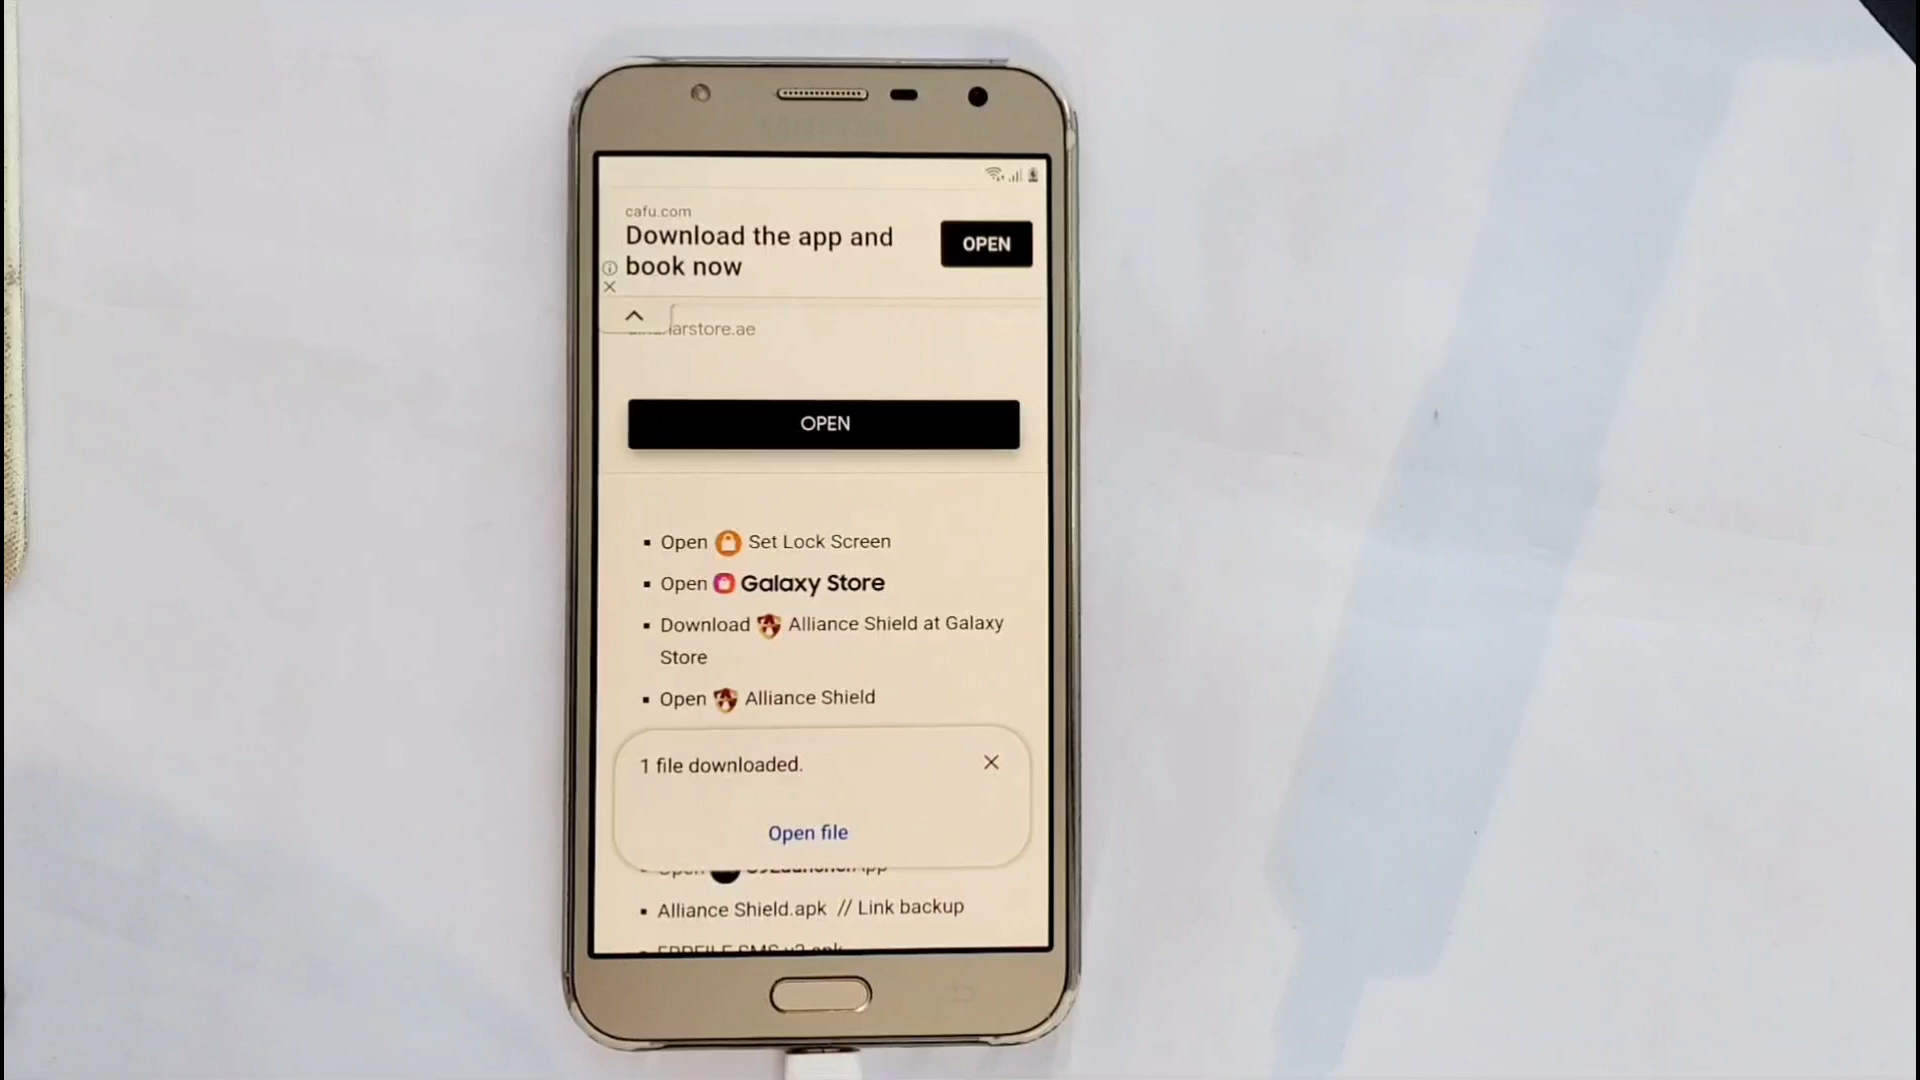 cafu.com
Download the app and
book now
OPEN
arstore.ae
OPEN
Open Set Lock Screen
Open Galaxy Store
Download Alliance Shield at Galaxy
Store
Open Alliance Shield
1 file downloaded.
Open file
Alliance Shield.apk // Link backup